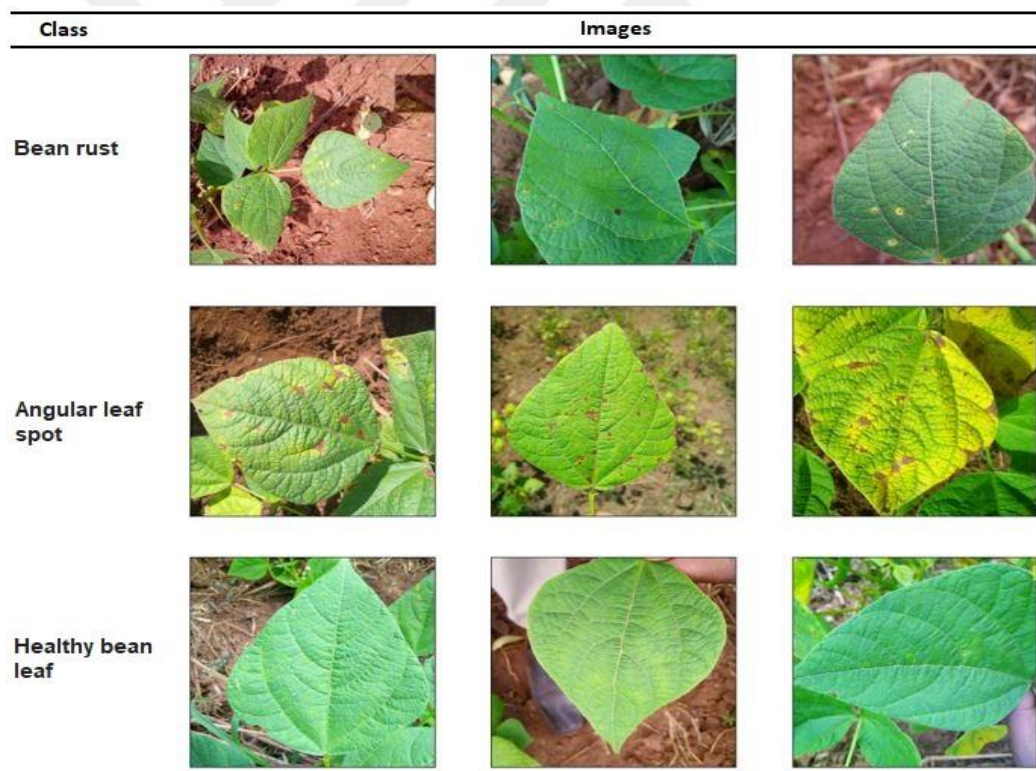 Class Images
Bean rust
Angular leaf
spot
Healthy bean
leaf